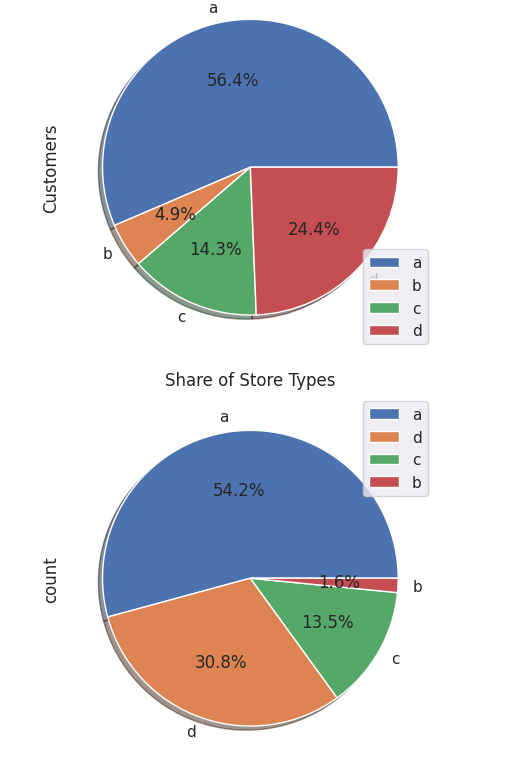 a
56.4%
Customers
4.9%
24.4%
b
14.3%
d
c
a
b
c
d
Share of Store Types
a
a
d
c
b
54.2%
count
1.6%
b
13.5%
c
30.8%
d